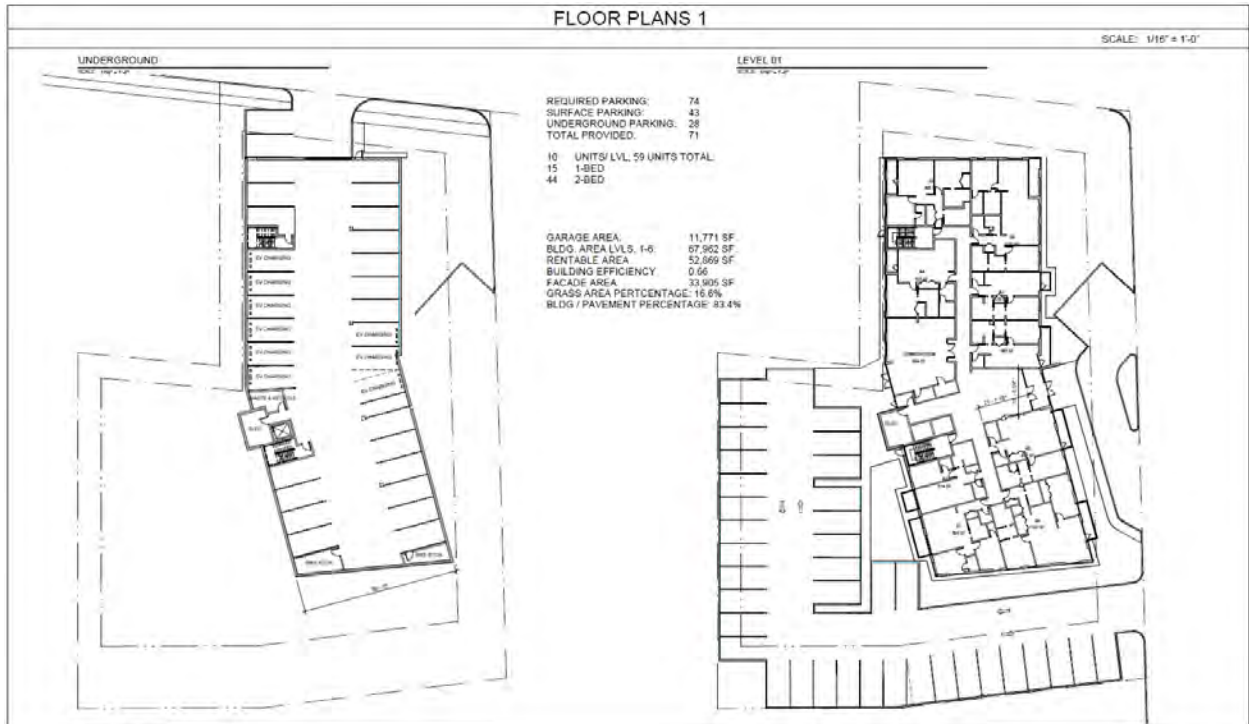 FLOOR PLANS 1
SCALE: 1/16" = 1'-0"
UNDERGROUND
LEVEL 01
REQUIRED PARKING: 74
SURFACE PARKING: 43
UNDERGROUND PARKING: 28
TOTAL PROVIDED: 71
10 UNITS/ LVL, 59 UNITS TOTAL
15 1-BED
44 2-BED
GARAGE AREA: 11,771 SF
BLDG. AREA LVLS. 1-6: 67,962 SF
RENTABLE AREA 52,869 SF
BUILDING EFFICIENCY 0.66
FACADE AREA 33,905 SF
GRASS AREA PERTCENTAGE: 16.6%
BLDG / PAVEMENT PERCENTAGE: 83.4%
EV CHARGING
EV CHARGING
EV CHARGING
EV CHARGING
EV CHARGING
EV CHARGING
EV CHARGING
EV CHARGING
EV CHARGING
ELEC
ELEC